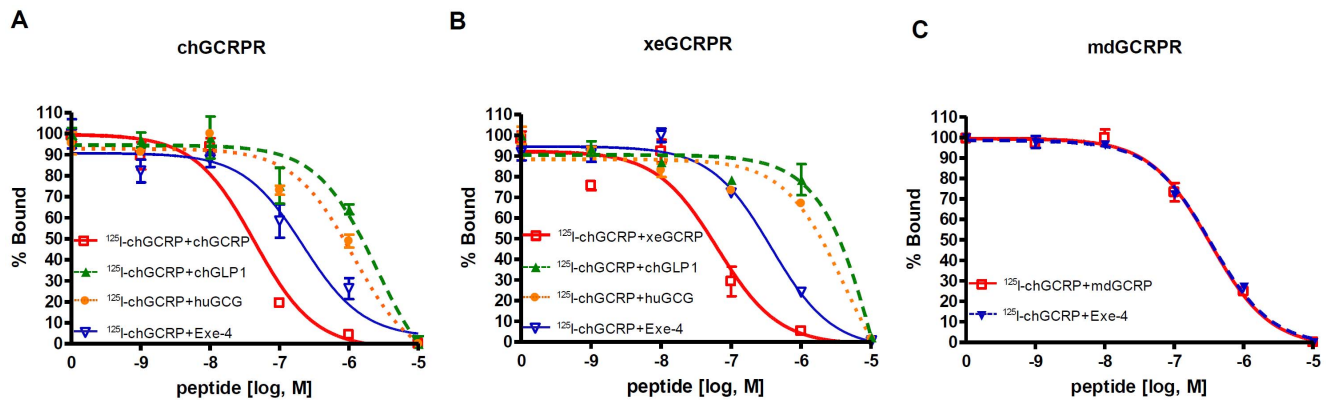 A
chGCRPR
110
100
90
80
70
60
50
40
30
20
10
0
% Bound
¹²⁵I-chGCRP+chGCRP
¹²⁵I-chGCRP+chGLP1
¹²⁵I-chGCRP+huGCG
¹²⁵I-chGCRP+Exe-4
0 -9 -8 -7 -6 -5
peptide [log, M]
B
xeGCRPR
110
100
90
80
70
60
50
40
30
20
10
0
% Bound
¹²⁵I-chGCRP+xeGCRP
¹²⁵I-chGCRP+chGLP1
¹²⁵I-chGCRP+huGCG
¹²⁵I-chGCRP+Exe-4
0 -9 -8 -7 -6 -5
peptide [log, M]
C
mdGCRPR
110
100
90
80
70
60
50
40
30
20
10
0
% Bound
¹²⁵I-chGCRP+mdGCRP
¹²⁵I-chGCRP+Exe-4
0 -9 -8 -7 -6 -5
peptide [log, M]